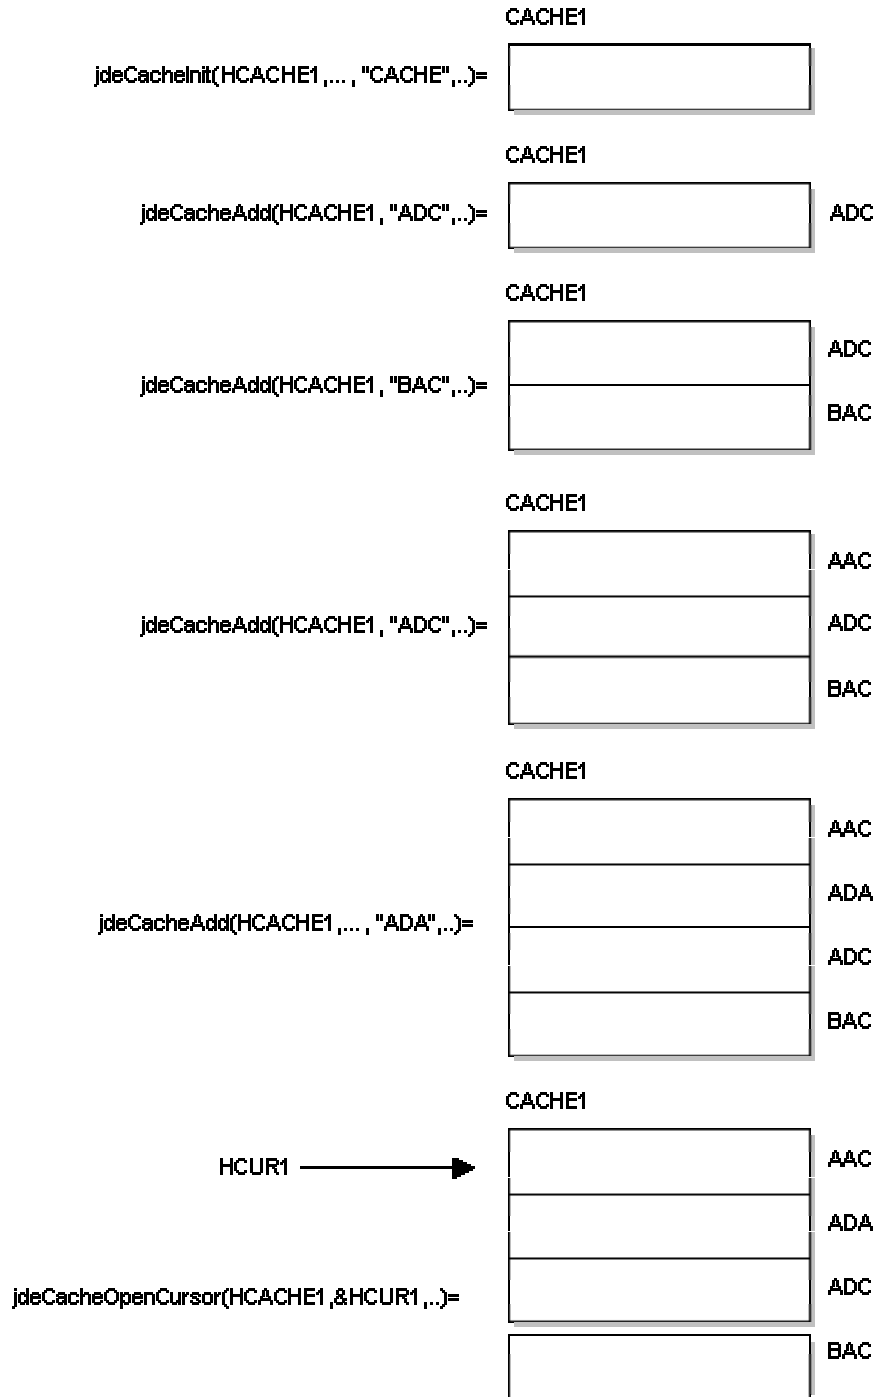 CACHE1
jdeCacheInit(HCACHE1,... , "CACHE",..)=
CACHE1
jdeCacheAdd(HCACHE1, "ADC",..)=
ADC
CACHE1
ADC
jdeCacheAdd(HCACHE1, "BAC",..)=
BAC
CACHE1
AAC
jdeCacheAdd(HCACHE1, "ADC",..)=
ADC
BAC
CACHE1
AAC
ADA
jdeCacheAdd(HCACHE1,... , "ADA",..)=
ADC
BAC
CACHE1
HCUR1
AAC
ADA
jdeCacheOpenCursor(HCACHE1,&HCUR1,..)=
ADC
BAC